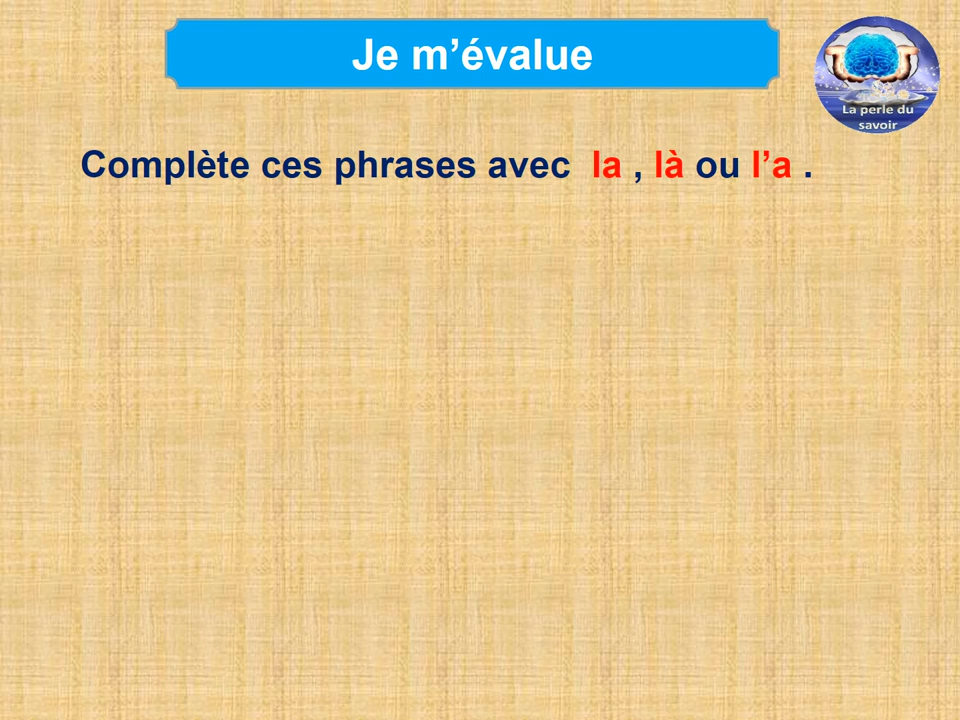 Je m’évalue
La perle du
savoir
Complète ces phrases avec la , là ou l’a .